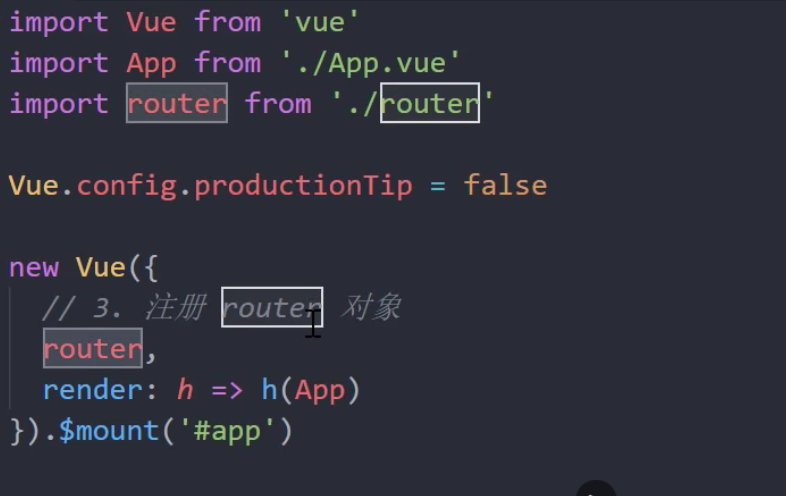 import Vue from 'vue'
import App from './App.vue'
import router from './router'
Vue.config.productionTip = false
new Vue({
// 3. 注册 router 对象
router,
render: h => h(App)
}).$mount('#app')